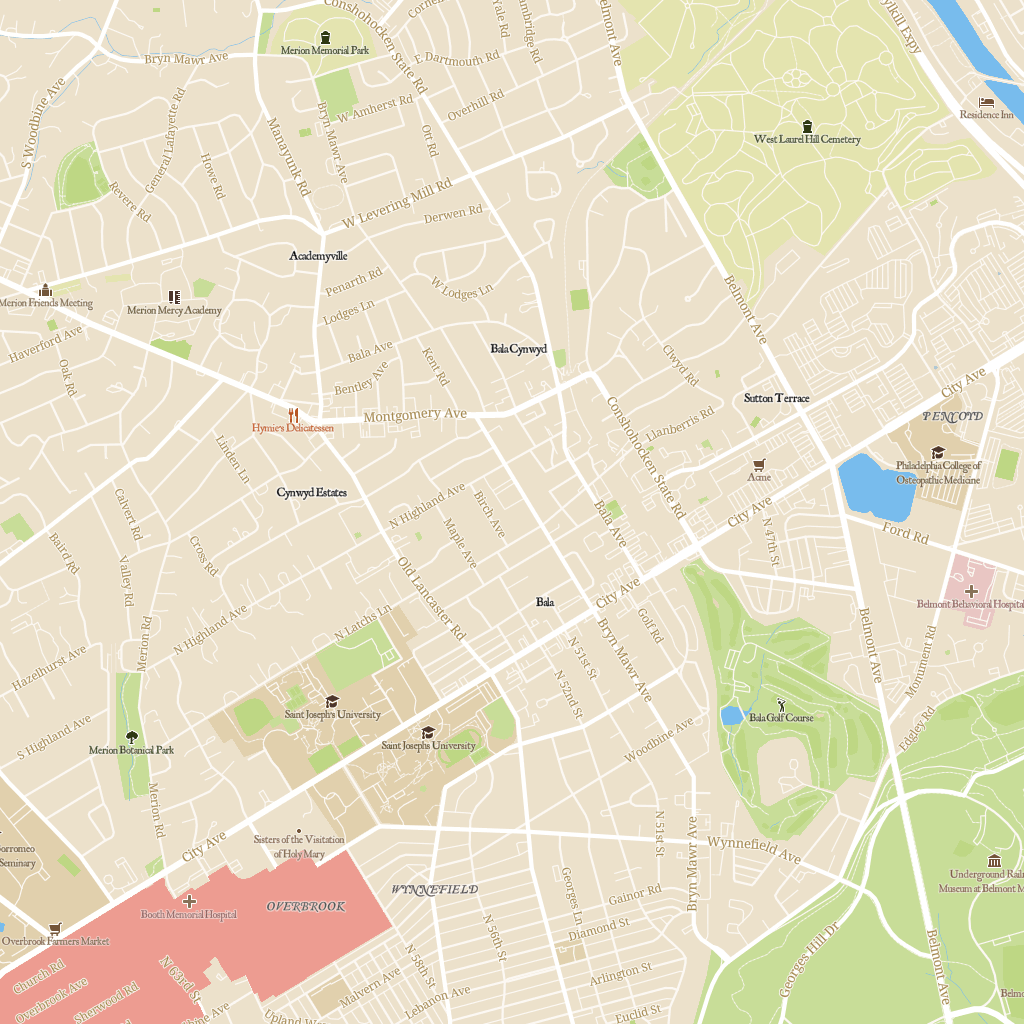 Conshohocken State Rd
Cornel
Yale Rd
Belmont Ave
Merion Memorial Park
Bryn Mawr Ave
E Dartmouth Rd
S Woodbine Ave
General Lafayette Rd
W Amherst Rd
Overhill Rd
Residence Inn
Manayunk Rd
Bryn Mawr Ave
Ott Rd
West Laurel Hill Cemetery
Howe Rd
Revere Rd
W Levering Mill Rd
Derwen Rd
Academyville
Penarth Rd
W Lodges Ln
Merion Friends Meeting
Merion Mercy Academy
Lodges Ln
Belmont Ave
Haverford Ave
Bala Ave
Kent Rd
Bala Cynwyd
Clwyd Rd
Oak Rd
Bentley Ave
City Ave
Sutton Terrace
Montgomery Ave
Conshohocken State Rd
PENCOYD
Hymie's Delicatessen
Llanberris Rd
Linden Ln
Philadelphia College of
Osteopathic Medicine
Acme
Cynwyd Estates
N Highland Ave
Birch Ave
Calvert Rd
Bala Ave
City Ave
Maple Ave
N 47th St
Ford Rd
Baird Rd
Cross Rd
Valley Rd
Old Lancaster Rd
City Ave
Bala
Belmont Behavioral Hospital
N Highland Ave
N Latchs Ln
Golf Rd
Belmont Ave
Merion Rd
Bryn Mawr Ave
Monument Rd
Hazelhurst Ave
N 51st St
N 52nd St
Saint Joseph's University
Bala Golf Course
S Highland Ave
Saint Josephs University
Edgley Rd
Merion Botanical Park
Woodbine Ave
Merion Rd
N 51st St
Bryn Mawr Ave
City Ave
Sisters of the Visitation
of Holy Mary
Wynnefield Ave
Seminary
Underground Rail
Museum at Belmont M
WYNNEFIELD
Georges Ln
Gainor Rd
OVERBROOK
Booth Memorial Hospital
N 56th St
Diamond St
Georges Hill Dr
Overbrook Farmers Market
Belmont Ave
Church Rd
N 63rd St
N 58th St
Arlington St
Overbrook Ave
Malvern Ave
Sherwood Rd
Lebanon Ave
Euclid St
Upland W
Belmo